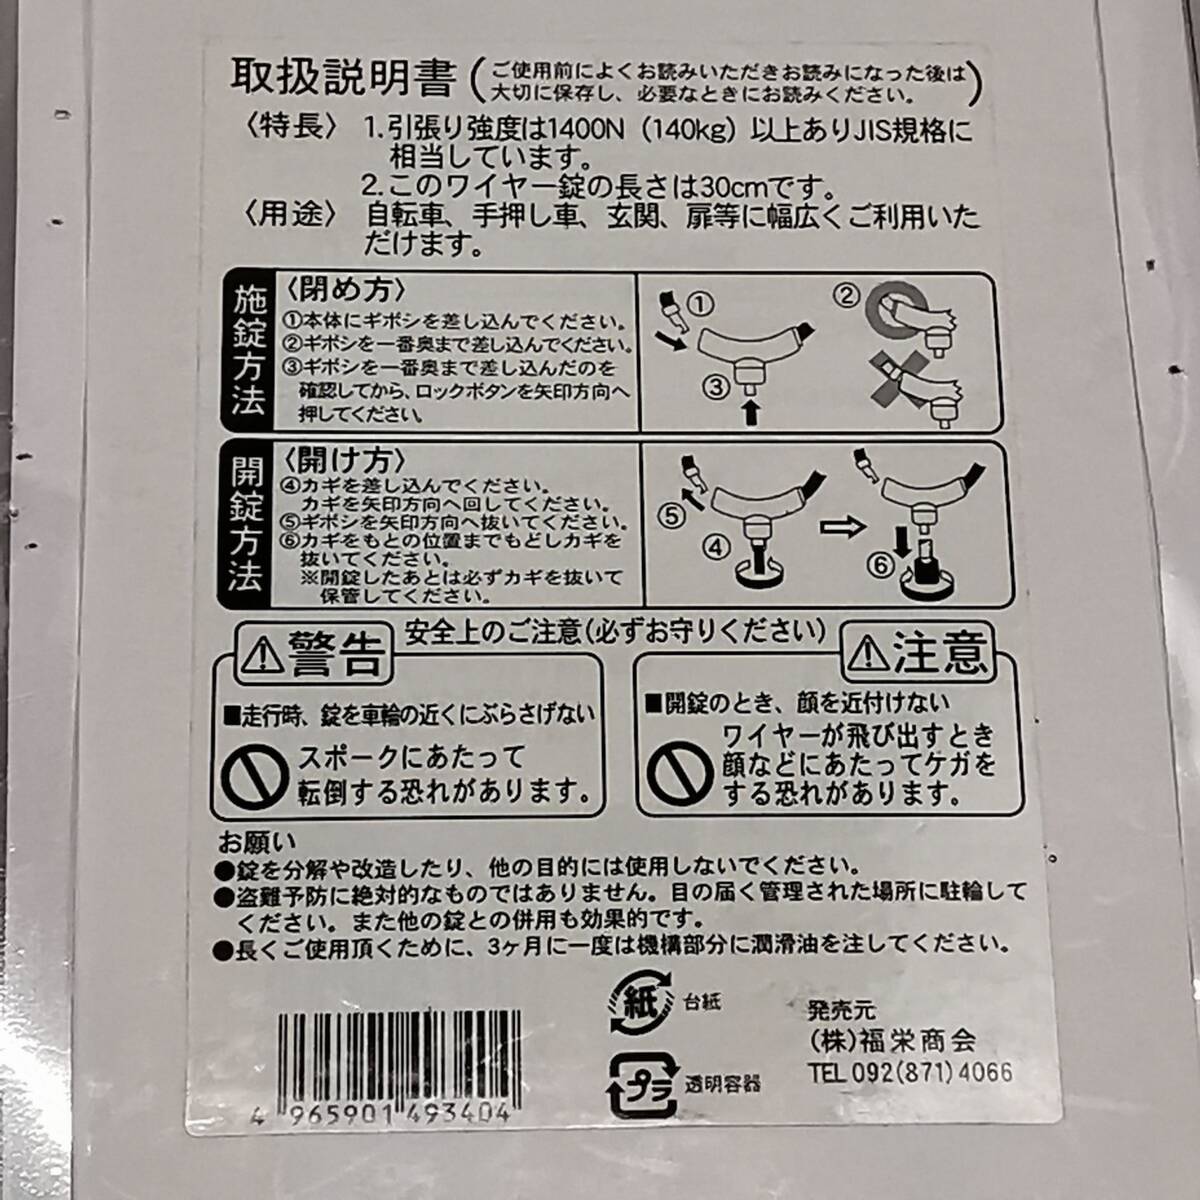 取扱説明書(ご使用前によくお読みいただきお読みになった後は
大切に保存し、必要なときにお読みください。)
〈特長〉 1.引張り強度は1400N（140kg）以上ありJIS規格に
相当しています。
2.このワイヤー錠の長さは30cmです。
〈用途〉 自転車、手押し車、玄関、扉等に幅広くご利用いた
だけます。
施錠方法
〈閉め方〉
①本体にギボシを差し込んでください。
②ギボシを一番奥まで差し込んでください。
③ギボシを一番奥まで差し込んだのを
確認してから、ロックボタンを矢印方向へ
押してください。
①
②
③
開錠方法
〈開け方〉
④カギを差し込んでください。
カギを矢印方向へ回してください。
⑤ギボシを矢印方向へ抜いてください。
⑥カギをもとの位置までもどしカギを
抜いてください。
※開錠したあとは必ずカギを抜いて
保管してください。
⑤
④
⑥
安全上のご注意(必ずお守りください)
⚠警告
■走行時、錠を車輪の近くにぶらさげない
スポークにあたって
転倒する恐れがあります。
⚠注意
■開錠のとき、顔を近付けない
ワイヤーが飛び出すとき
顔などにあたってケガを
する恐れがあります。
お願い
●錠を分解や改造したり、他の目的には使用しないでください。
●盗難予防に絶対的なものではありません。目の届く管理された場所に駐輪して
ください。また他の錠との併用も効果的です。
●長くご使用頂くために、3ヶ月に一度は機構部分に潤滑油を注してください。
4 965901 493404
紙 台紙
プラ 透明容器
発売元
(株)福栄商会
TEL 092(871)4066